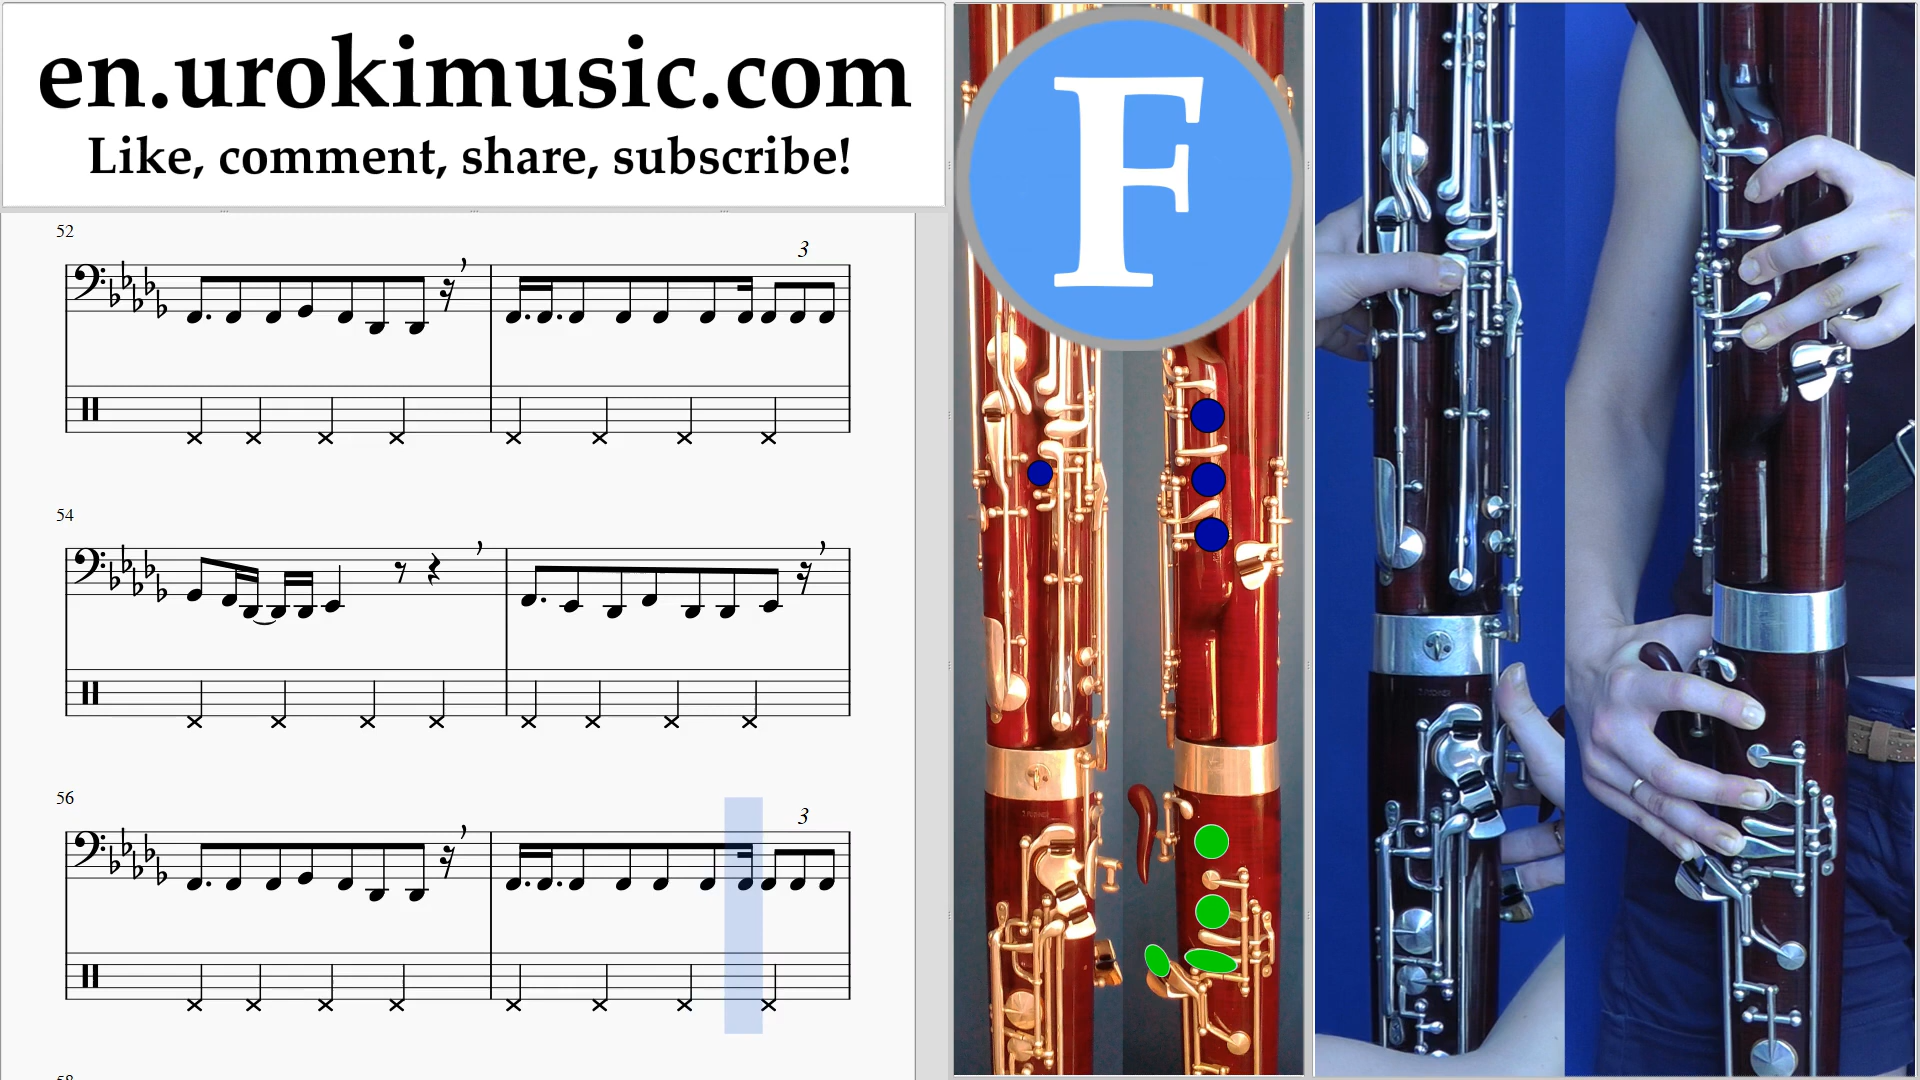 en.urokimusic.com
Like, comment, share, subscribe!
F
52
3
54
56
3